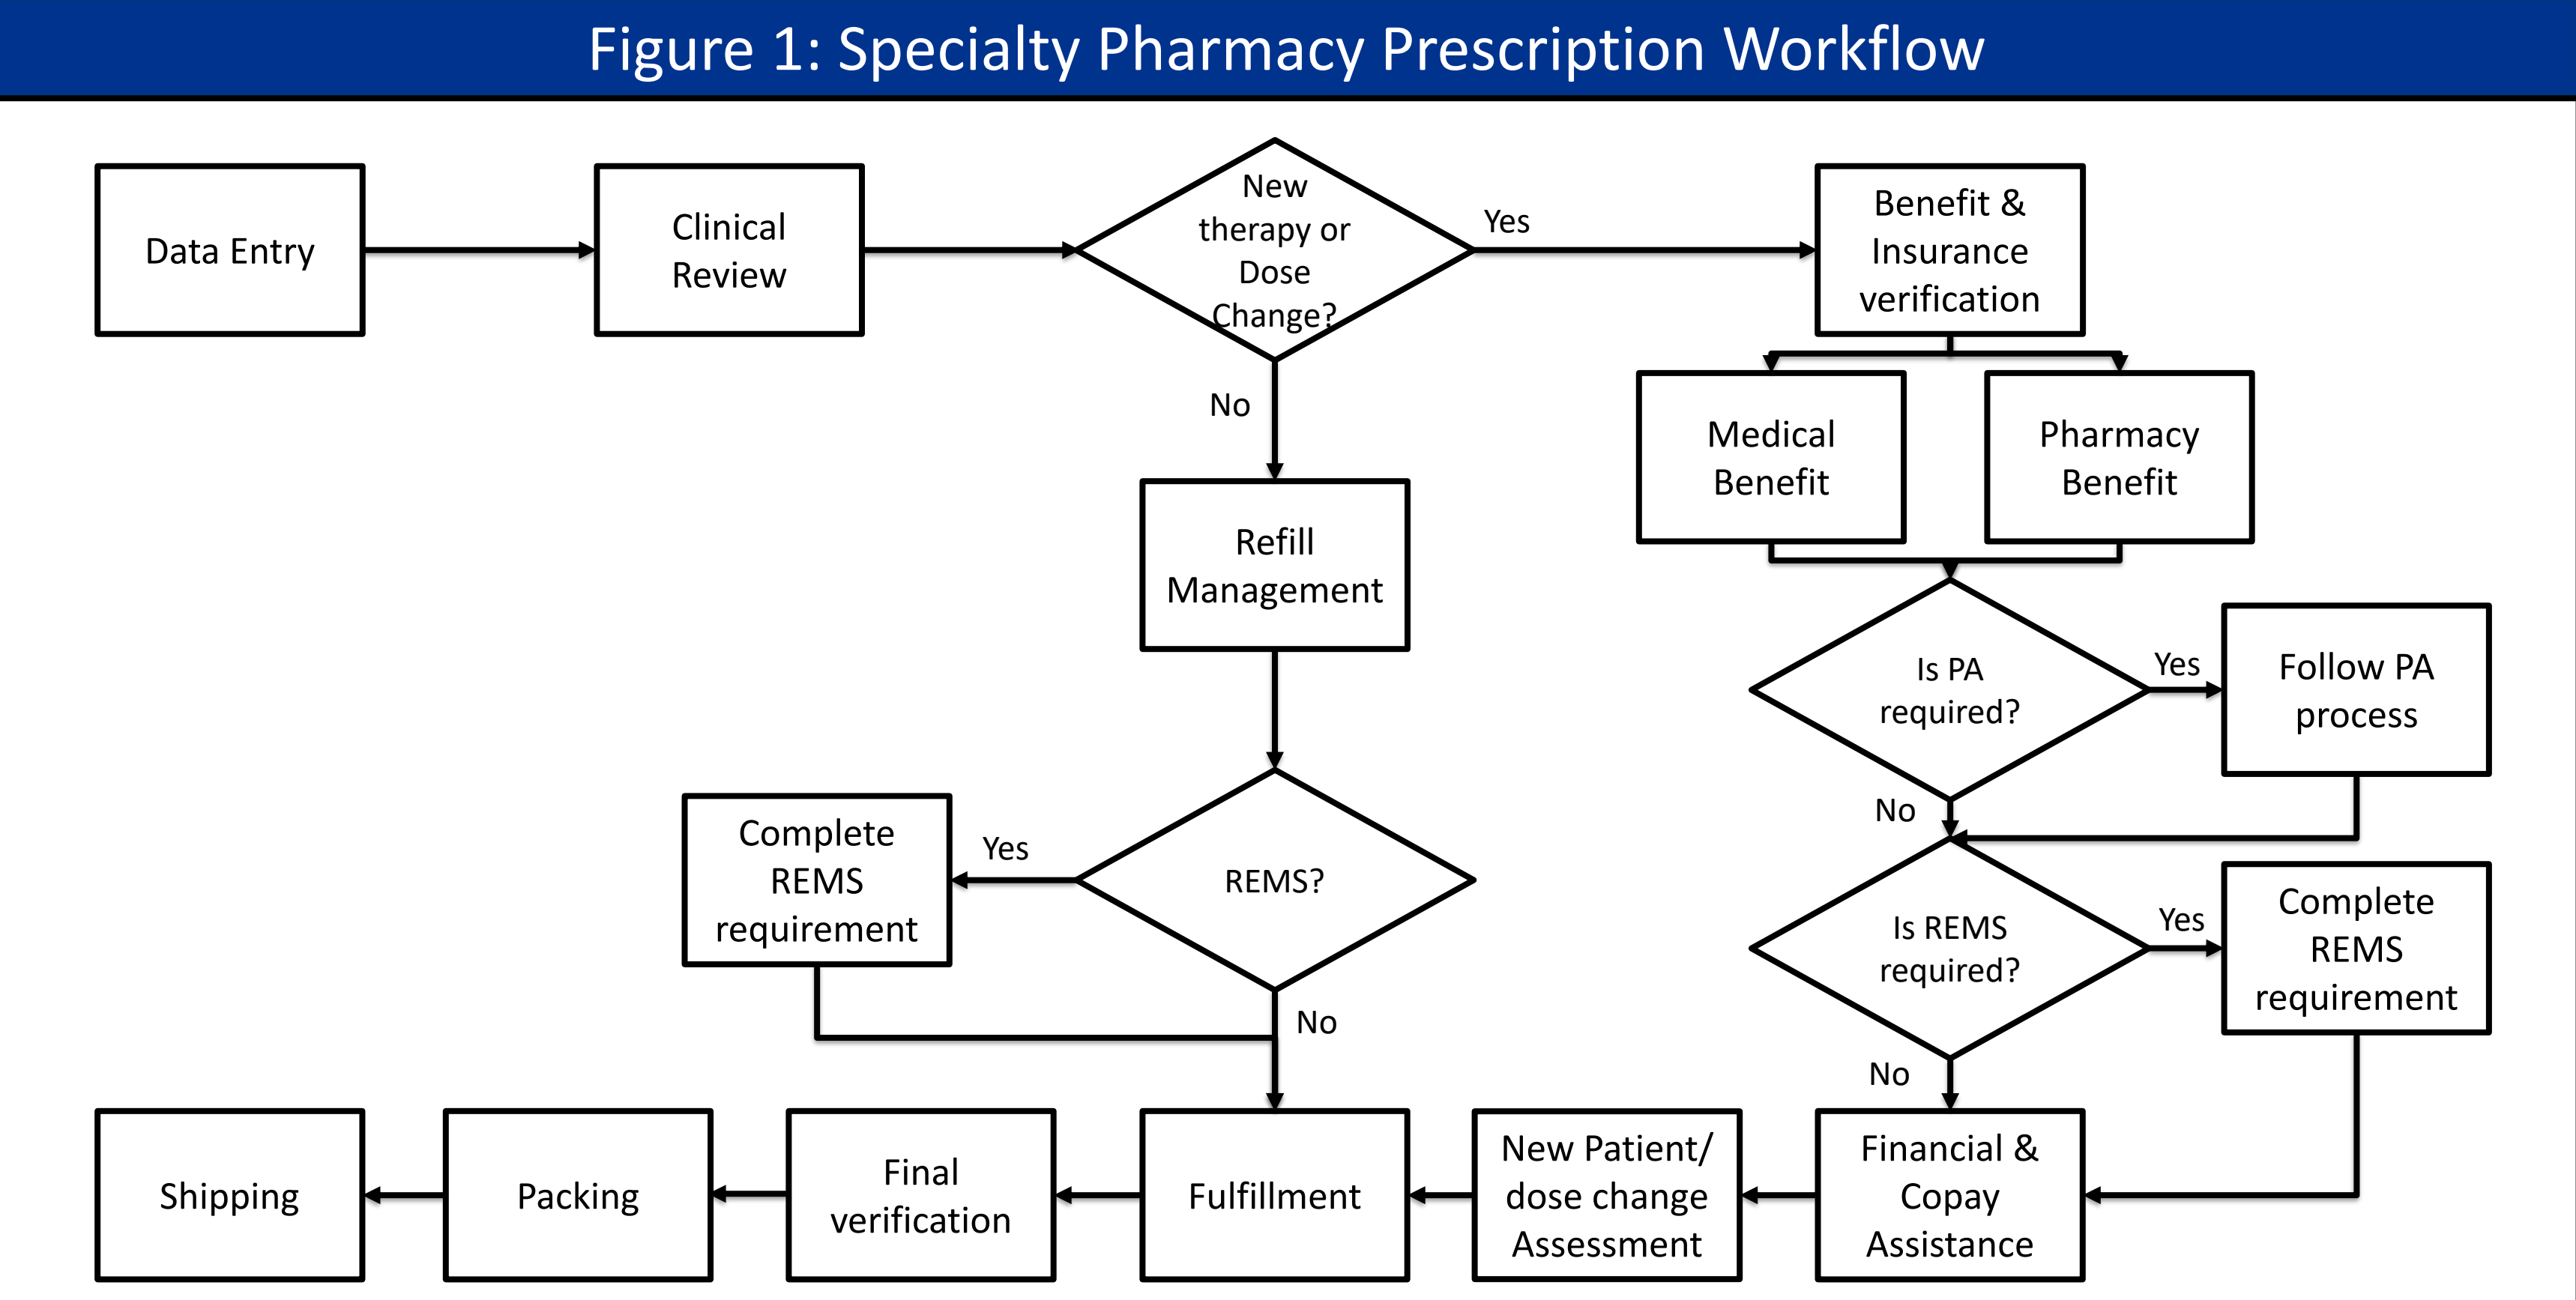 Figure 1: Specialty Pharmacy Prescription Workflow
Data Entry
Clinical
Review
New
therapy or
Dose
Change?
Yes
No
Benefit &
Insurance
verification
Medical
Benefit
Pharmacy
Benefit
Refill
Management
Is PA
required?
Yes
No
Follow PA
process
REMS?
Yes
No
Complete
REMS
requirement
Is REMS
required?
Yes
No
Complete
REMS
requirement
Shipping
Packing
Final
verification
Fulfillment
New Patient/
dose change
Assessment
Financial &
Copay
Assistance